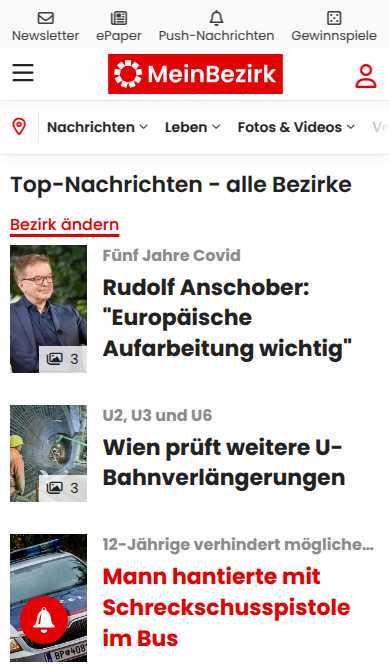 Newsletter ePaper Push-Nachrichten Gewinnspiele
MeinBezirk
Nachrichten Leben Fotos & Videos
Top-Nachrichten - alle Bezirke
Bezirk ändern
Fünf Jahre Covid
Rudolf Anschober:
"Europäische
Aufarbeitung wichtig"
3
U2, U3 und U6
Wien prüft weitere U-
Bahnverlängerungen
3
12-Jährige verhindert mögliche...
Mann hantierte mit
Schreckschusspistole
im Bus